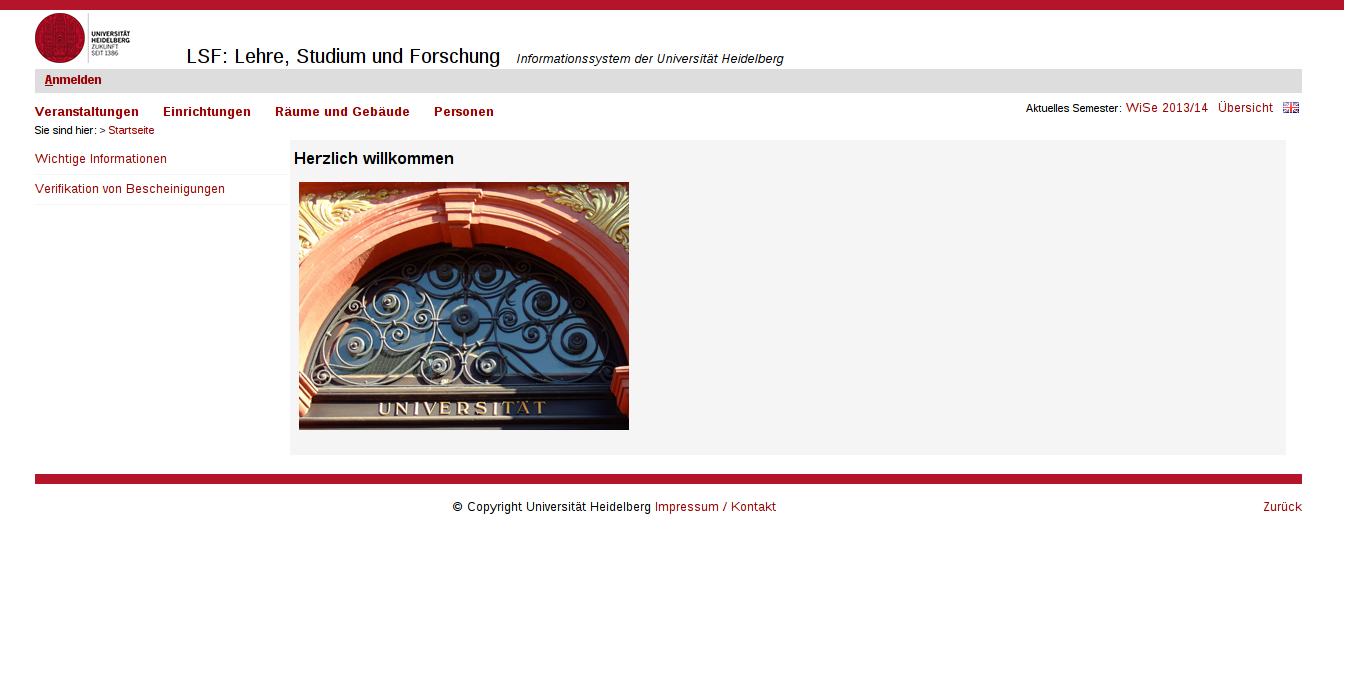 UNIVERSITÄT
HEIDELBERG
ZUKUNFT
SEIT 1386
LSF: Lehre, Studium und Forschung Informationssystem der Universität Heidelberg
Anmelden
Veranstaltungen Einrichtungen Räume und Gebäude Personen
Aktuelles Semester: WiSe 2013/14 Übersicht
Sie sind hier: > Startseite
Wichtige Informationen
Verifikation von Bescheinigungen
Herzlich willkommen
UNIVERSITÄT
© Copyright Universität Heidelberg Impressum / Kontakt
Zurück